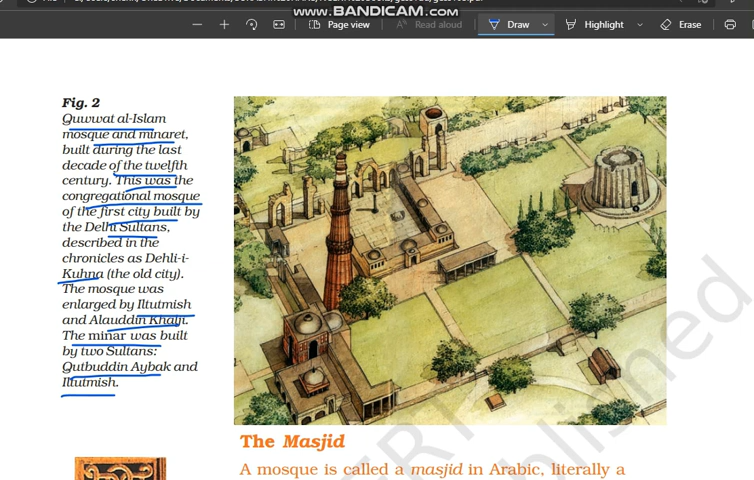 www.BANDICAM.com
Page view
Read aloud
Draw
Highlight
Erase
Fig. 2
Quwwat al-Islam
mosque and minaret,
built during the last
decade of the twelfth
century. This was the
congregational mosque
of the first city built by
the Delhi Sultans,
described in the
chronicles as Dehli-i-
Kuhna (the old city).
The mosque was
enlarged by Iltutmish
and Alauddin Khalji.
The minar was built
by two Sultans:
Qutbuddin Aybak and
Iltutmish.
The Masjid
A mosque is called a masjid in Arabic, literally a